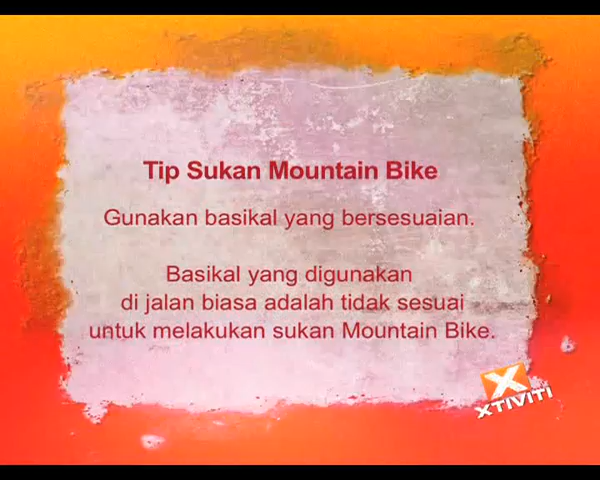 Tip Sukan Mountain Bike
Gunakan basikal yang bersesuaian.
Basikal yang digunakan
di jalan biasa adalah tidak sesuai
untuk melakukan sukan Mountain Bike.
X
XTIVITI